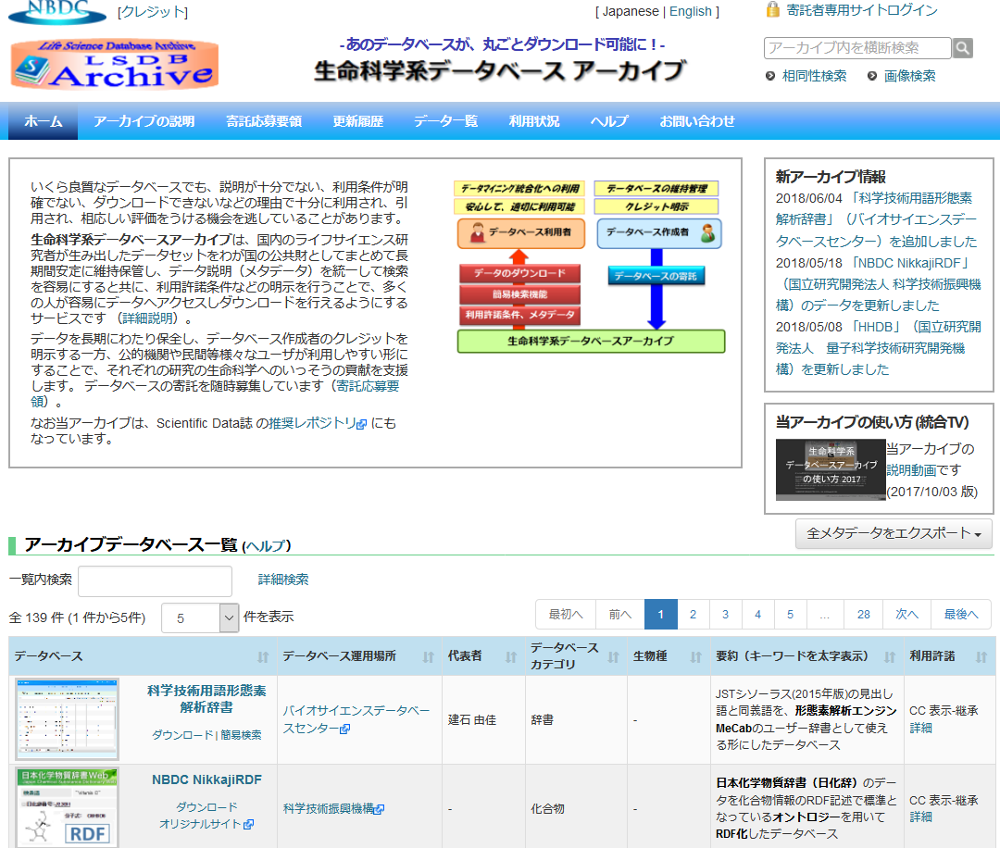 NBDC
[クレジット]
[ Japanese | English ]
寄託者専用サイトログイン
Life Science Database Archive
LSDB
Archive
-あのデータベースが、丸ごとダウンロード可能に！-
生命科学系データベース アーカイブ
アーカイブ内を横断検索
相同性検索
画像検索
ホーム
アーカイブの説明
寄託応募要領
更新履歴
データ一覧
利用状況
ヘルプ
お問い合わせ
いくら良質なデータベースでも、説明が十分でない、利用条件が明
確でない、ダウンロードできないなどの理由で十分に利用され、引
用され、相応しい評価をうける機会を逃していることがあります。
生命科学系データベースアーカイブは、国内のライフサイエンス研
究者が生み出したデータセットをわが国の公共財としてまとめて長
期間安定に維持保管し、データ説明（メタデータ）を統一して検索
を容易にすると共に、利用許諾条件などの明示を行うことで、多く
の人が容易にデータへアクセスしダウンロードを行えるようにする
サービスです （詳細説明）。
データを長期にわたり保全し、データベース作成者のクレジットを
明示する一方、公的機関や民間等様々なユーザが利用しやすい形に
することで、それぞれの研究の生命科学へのいっそうの貢献を支援
します。 データベースの寄託を随時募集しています（寄託応募要
領）。
なお当アーカイブは、Scientific Data誌 の推奨レポジトリ にも
なっています。
データマイニング統合化への利用
安心して、適切に利用可能
データベース利用者
データのダウンロード
簡易検索機能
利用許諾条件、メタデータ
データベースの維持管理
クレジット明示
データベース作成者
データベースの寄託
生命科学系データベースアーカイブ
新アーカイブ情報
2018/06/04 「科学技術用語形態素
解析辞書」（バイオサイエンスデー
タベースセンター）を追加しました
2018/05/18 「NBDC NikkajiRDF」
（国立研究開発法人 科学技術振興機
構）のデータを更新しました
2018/05/08 「HHDB」（国立研究開
発法人　量子科学技術研究開発機
構）を更新しました
当アーカイブの使い方 (統合TV)
生命科学系
データベースアーカイブ
の使い方 2017
当アーカイブの
説明動画です
(2017/10/03 版)
アーカイブデータベース一覧 (ヘルプ)
全メタデータをエクスポート
一覧内検索
詳細検索
全 139 件 (1 件から5件)
5
件を表示
最初へ 前へ 1 2 3 4 5 ... 28 次へ 最後へ
データベース
データベース運用場所
代表者
データベース
カテゴリ
生物種
要約（キーワードを太字表示）
利用許諾
科学技術用語形態素
解析辞書
ダウンロード | 簡易検索
バイオサイエンスデータベー
スセンター
建石 由佳
辞書
-
JSTシソーラス(2015年版)の見出し
語と同義語を、形態素解析エンジン
MeCabのユーザー辞書として使え
る形にしたデータベース
CC 表示-継承
詳細
日本化学物質辞書Web
RDF
NBDC NikkajiRDF
ダウンロード
オリジナルサイト
科学技術振興機構
-
化合物
-
日本化学物質辞書（日化辞）のデー
タを化合物情報のRDF記述で標準と
なっているオントロジーを用いて
RDF化したデータベース
CC 表示-継承
詳細